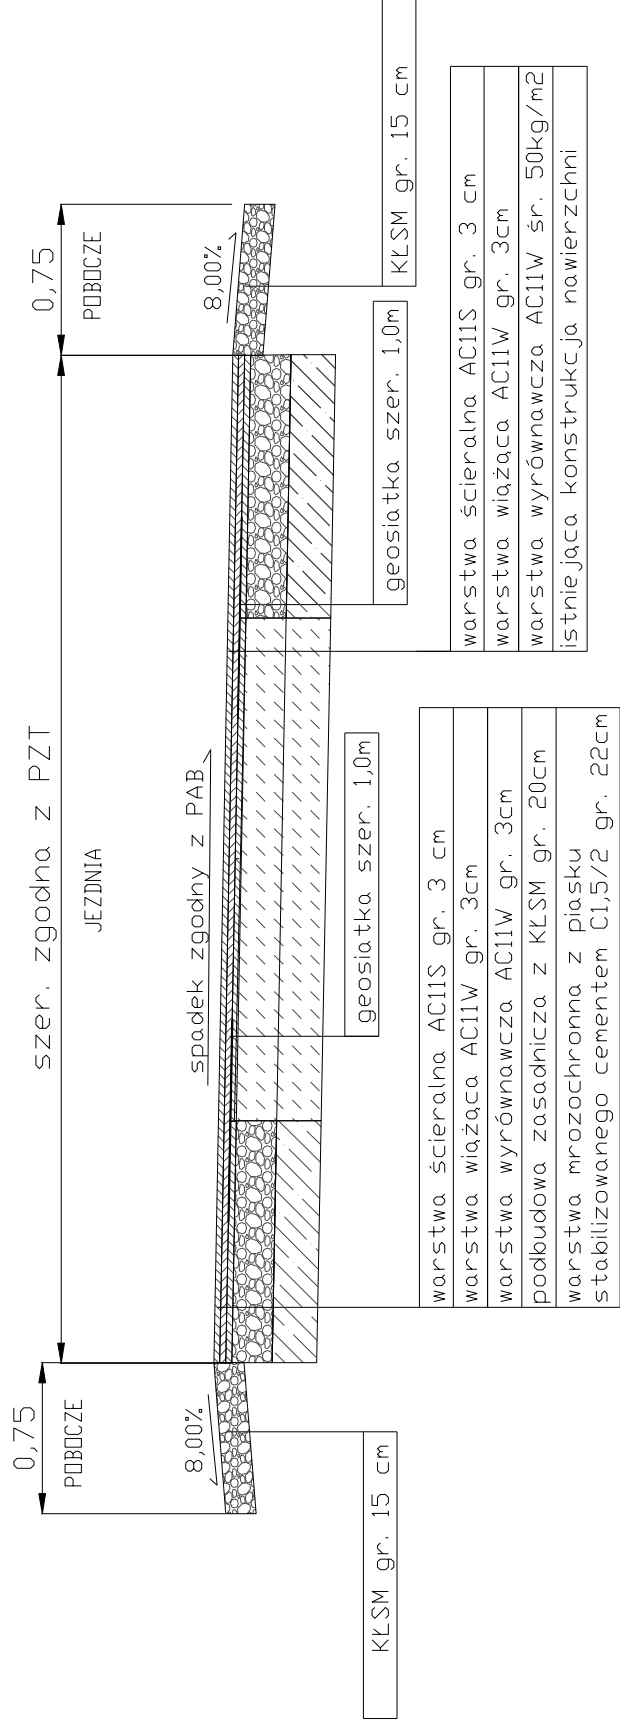 0,75
szer. zgodna z PZT
0,75
POBOCZE
JEZDNIA
POBOCZE
8,00%
spadek zgodny z PAB
8,00%
KŁSM gr. 15 cm
geosiatka szer. 1,0m
geosiatka szer. 1,0m
KŁSM gr. 15 cm
warstwa ścieralna AC11S gr. 3 cm
warstwa wiążąca AC11W gr. 3cm
warstwa wyrównawcza AC11W gr. 3cm
podbudowa zasadnicza z KŁSM gr. 20cm
warstwa mrozochronna z piasku
stabilizowanego cementem C1,5/2 gr. 22cm
warstwa ścieralna AC11S gr. 3 cm
warstwa wiążąca AC11W gr. 3cm
warstwa wyrównawcza AC11W śr. 50kg/m2
istniejąca konstrukcja nawierzchni